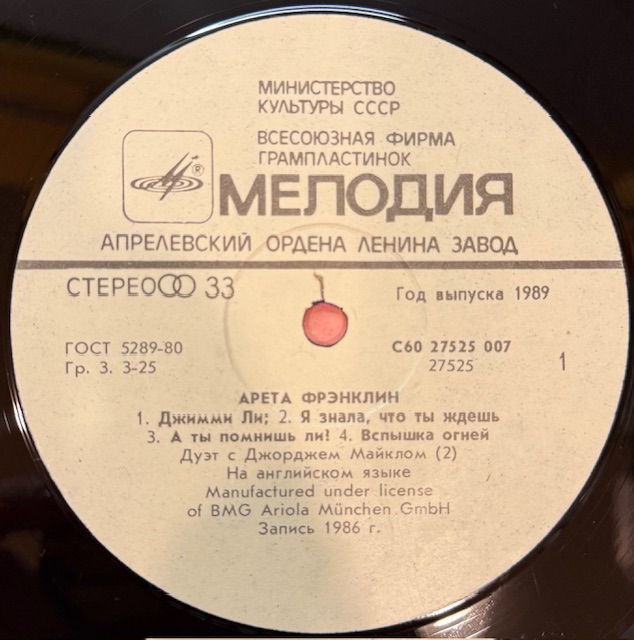 МИНИСТЕРСТВО
КУЛЬТУРЫ СССР
ВСЕСОЮЗНАЯ ФИРМА
ГРАМПЛАСТИНОК
®
МЕЛОДИЯ
АПРЕЛЕВСКИЙ ОРДЕНА ЛЕНИНА ЗАВОД
СТЕРЕО 33
Год выпуска 1989
ГОСТ 5289-80
Гр. 3. 3-25
С60 27525 007
27525
1
АРЕТА ФРЭНКЛИН
1. Джимми Ли; 2. Я знала, что ты ждешь
3. А ты помнишь ли! 4. Вспышка огней
Дуэт с Джорджем Майклом (2)
На английском языке
Manufactured under license
of BMG Ariola München GmbH
Запись 1986 г.